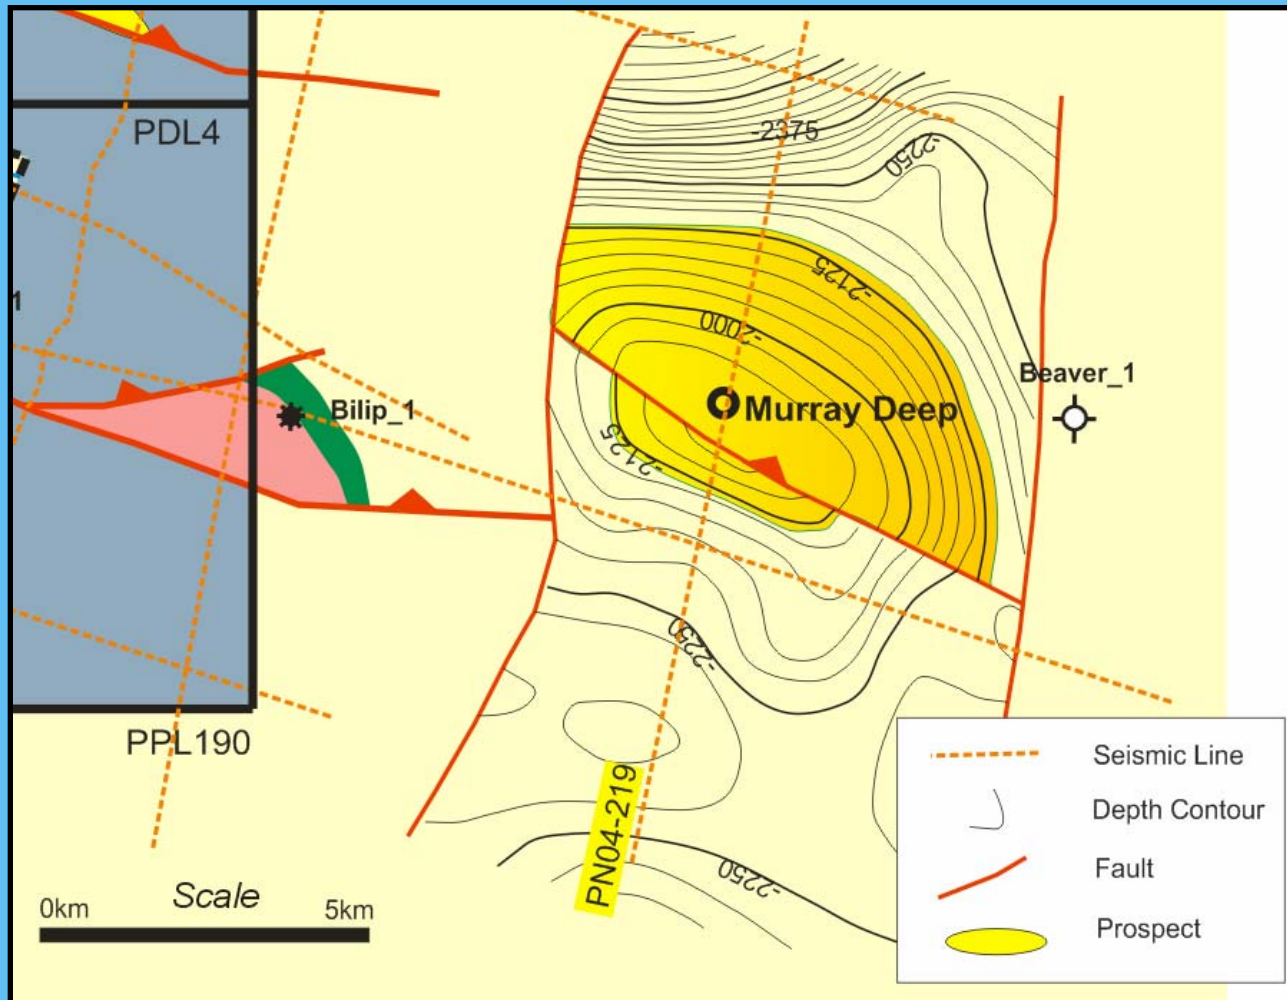 PDL4
-2375
-2250
1
-2125
-2000
Beaver_1
Bilip_1
Murray Deep
-2125
-2250
PPL190
PN04-219
-2250
Scale
0km
5km
Seismic Line
Depth Contour
Fault
Prospect